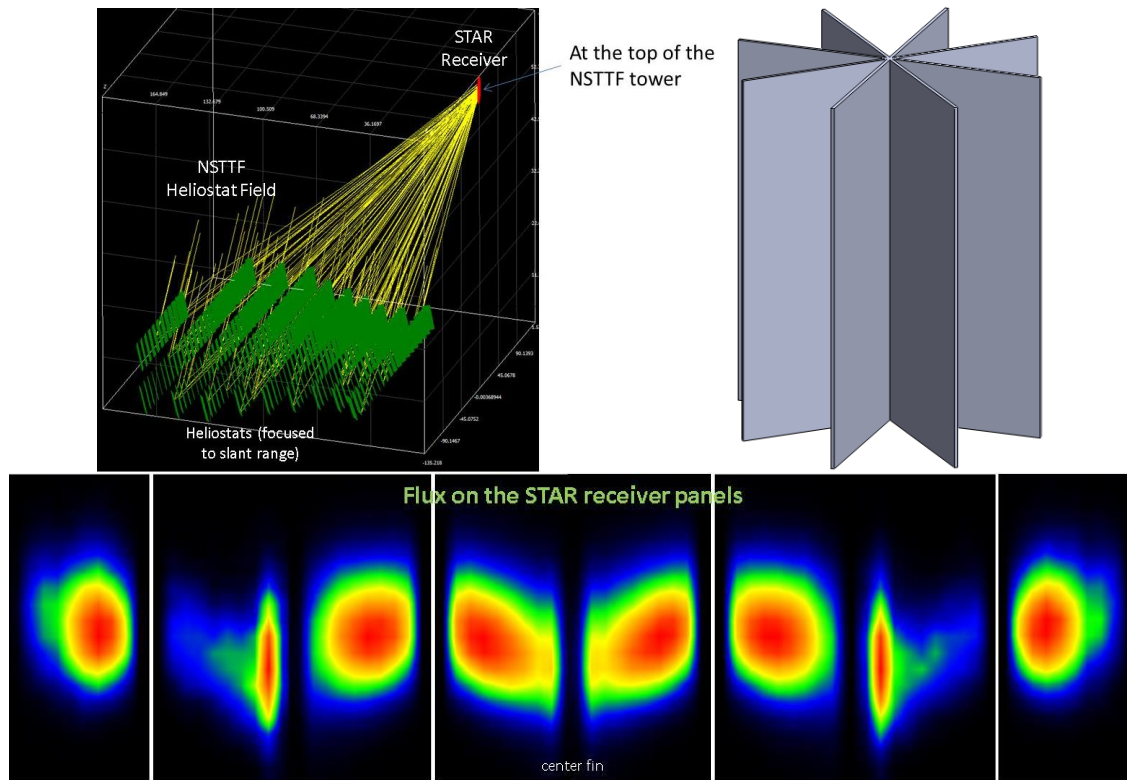 STAR
Receiver
At the top of the
NSTTF tower
Z
164.849
132.679
100.509
68.3394
36.1697
NSTTF
Heliostat Field
90.1393
45.0678
-0.00368944
-45.0752
-90.1467
-135.218
Heliostats (focused
to slant range)
Flux on the STAR receiver panels
center fin